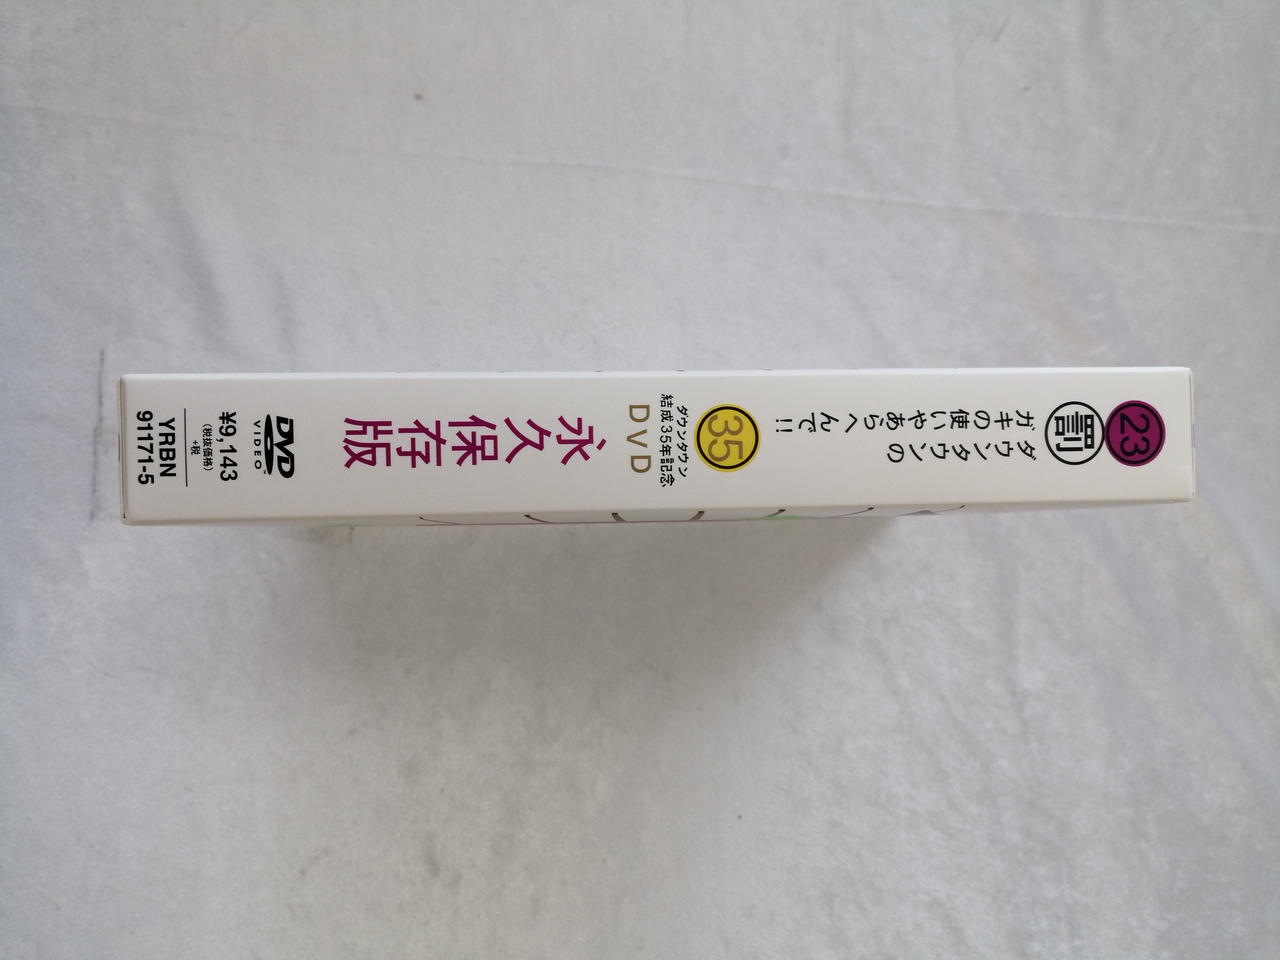 23
罰
ダウンタウンの
ガキの使いやあらへんで!!
35
ダウンタウン
結成35年記念
DVD
永久保存版
DVD
VIDEO
¥9,143
(税抜価格)
+税
YRBN
91171-5